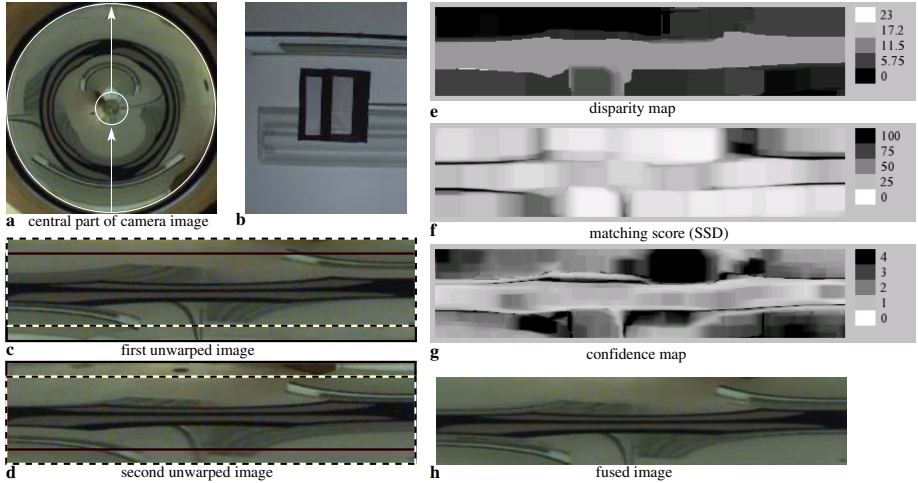 a central part of camera image
b
c first unwarped image
d second unwarped image
23
17.2
11.5
5.75
0
e disparity map
100
75
50
25
0
f matching score (SSD)
4
3
2
1
0
g confidence map
h fused image